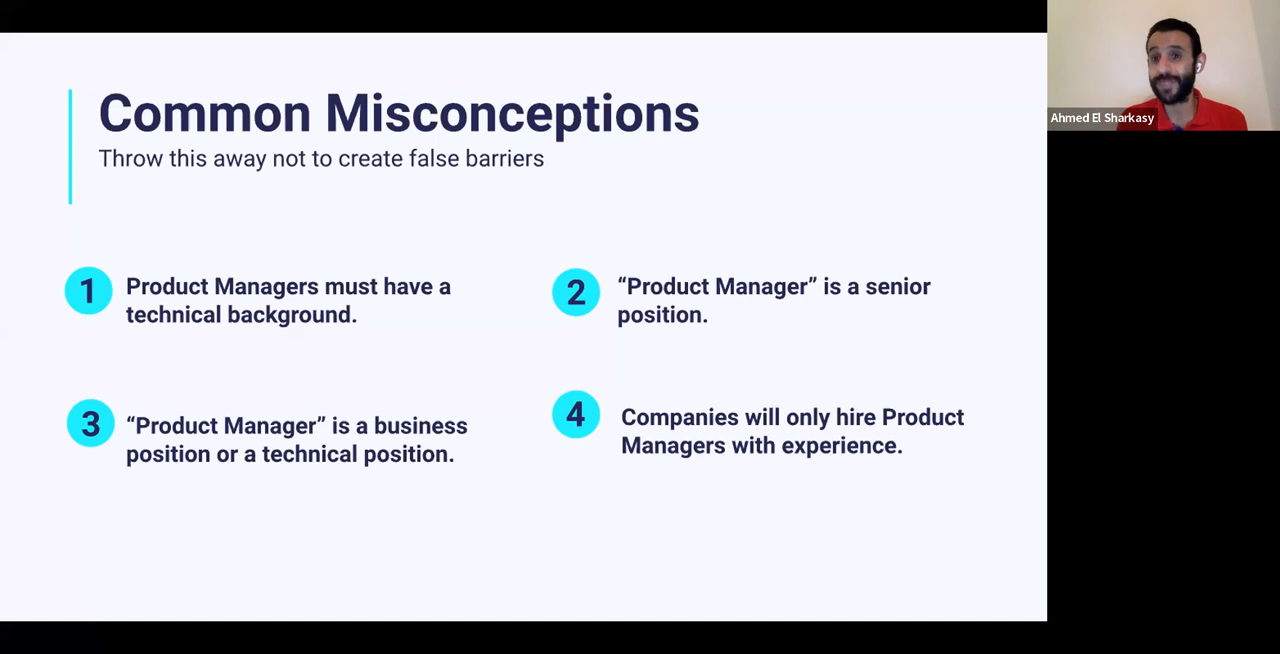 Common Misconceptions
Throw this away not to create false barriers
1
Product Managers must have a
technical background.
2
“Product Manager” is a senior
position.
3
“Product Manager” is a business
position or a technical position.
4
Companies will only hire Product
Managers with experience.
Ahmed El Sharkasy